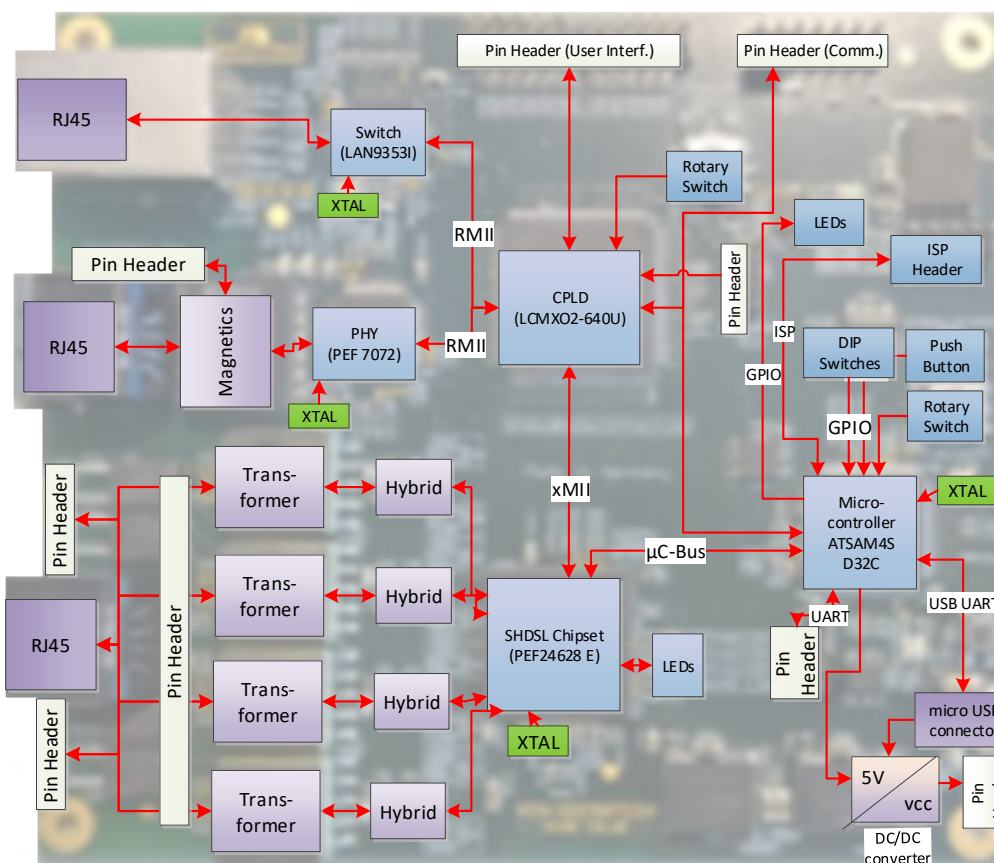 Pin Header (User Interf.)
Pin Header (Comm.)
RJ45
Switch
(LAN9353I)
XTAL
Rotary
Switch
LEDs
RMII
ISP
Header
Pin Header
Pin Header
CPLD
(LCMXO2-640U)
RJ45
Magnetics
PHY
(PEF 7072)
RMII
XTAL
ISP
GPIO
DIP
Switches
Push
Button
GPIO
Rotary
Switch
Pin Header
Trans-
former
Hybrid
xMII
Micro-
controller
ATSAM4S
D32C
XTAL
µC-Bus
Pin Header
Trans-
former
Hybrid
RJ45
SHDSL Chipset
(PEF24628 E)
LEDs
UART
USB UART
Pin
Header
Trans-
former
Hybrid
XTAL
Pin Header
micro USB
Trans-
former
Hybrid
5V
vcc
Pin
DC/DC
converter